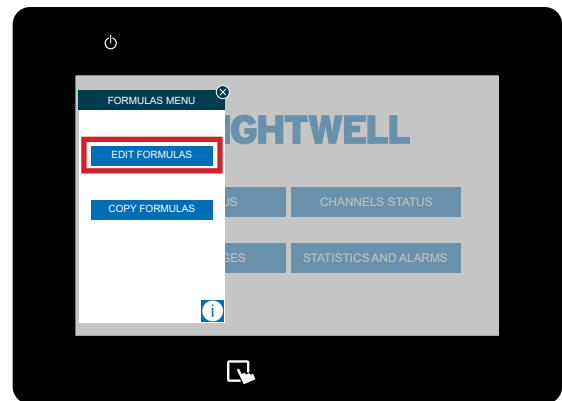 FORMULAS MENU
IGHTWELL
EDIT FORMULAS
COPY FORMULAS
US
CHANNELS STATUS
GES
STATISTICS AND ALARMS
i